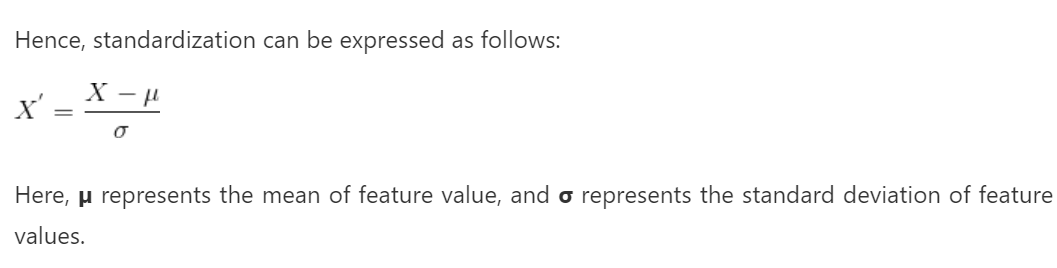 Hence, standardization can be expressed as follows:
X' = (X − μ) / σ
Here, μ represents the mean of feature value, and σ represents the standard deviation of feature
values.